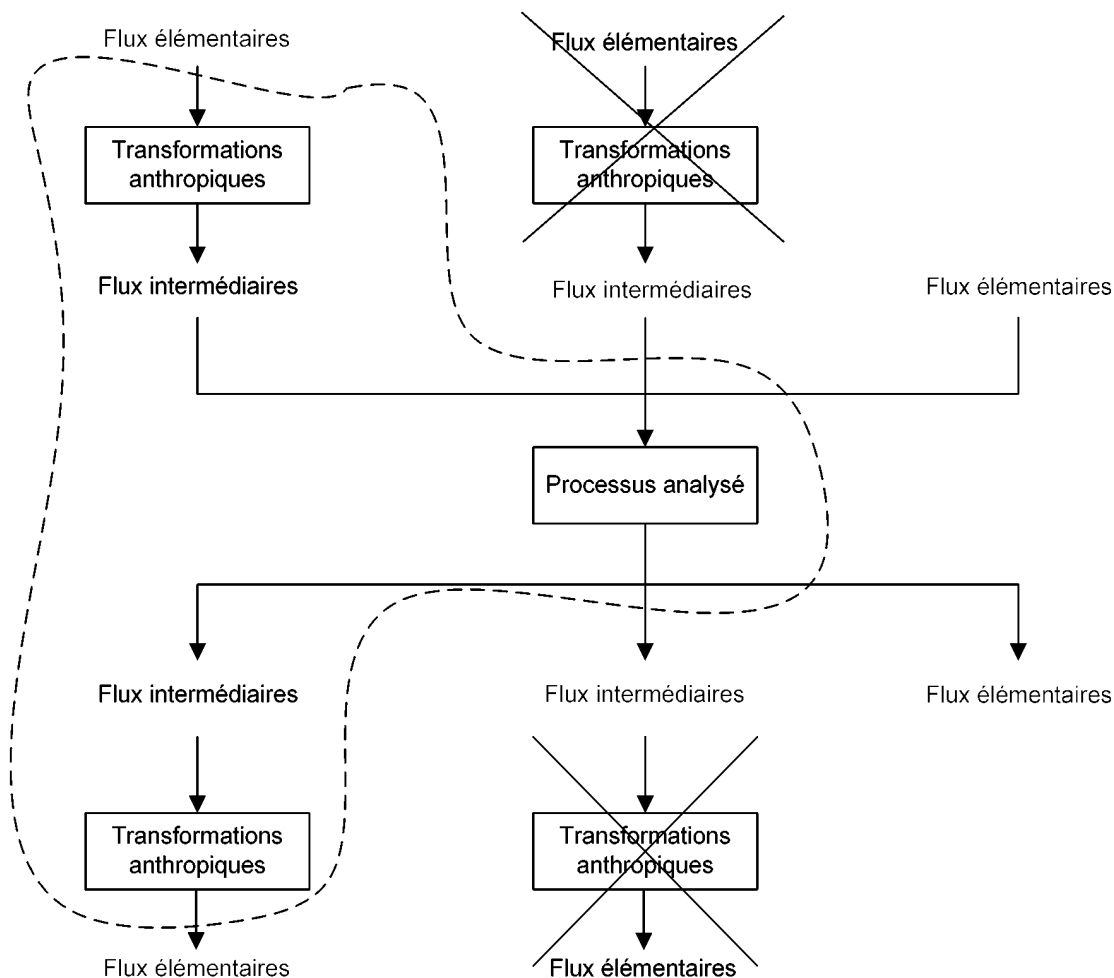 Flux élémentaires
Flux élémentaires
Transformations
anthropiques
Transformations
anthropiques
Flux intermédiaires
Flux intermédiaires
Flux élémentaires
Processus analysé
Flux intermédiaires
Flux intermédiaires
Flux élémentaires
Transformations
anthropiques
Transformations
anthropiques
Flux élémentaires
Flux élémentaires